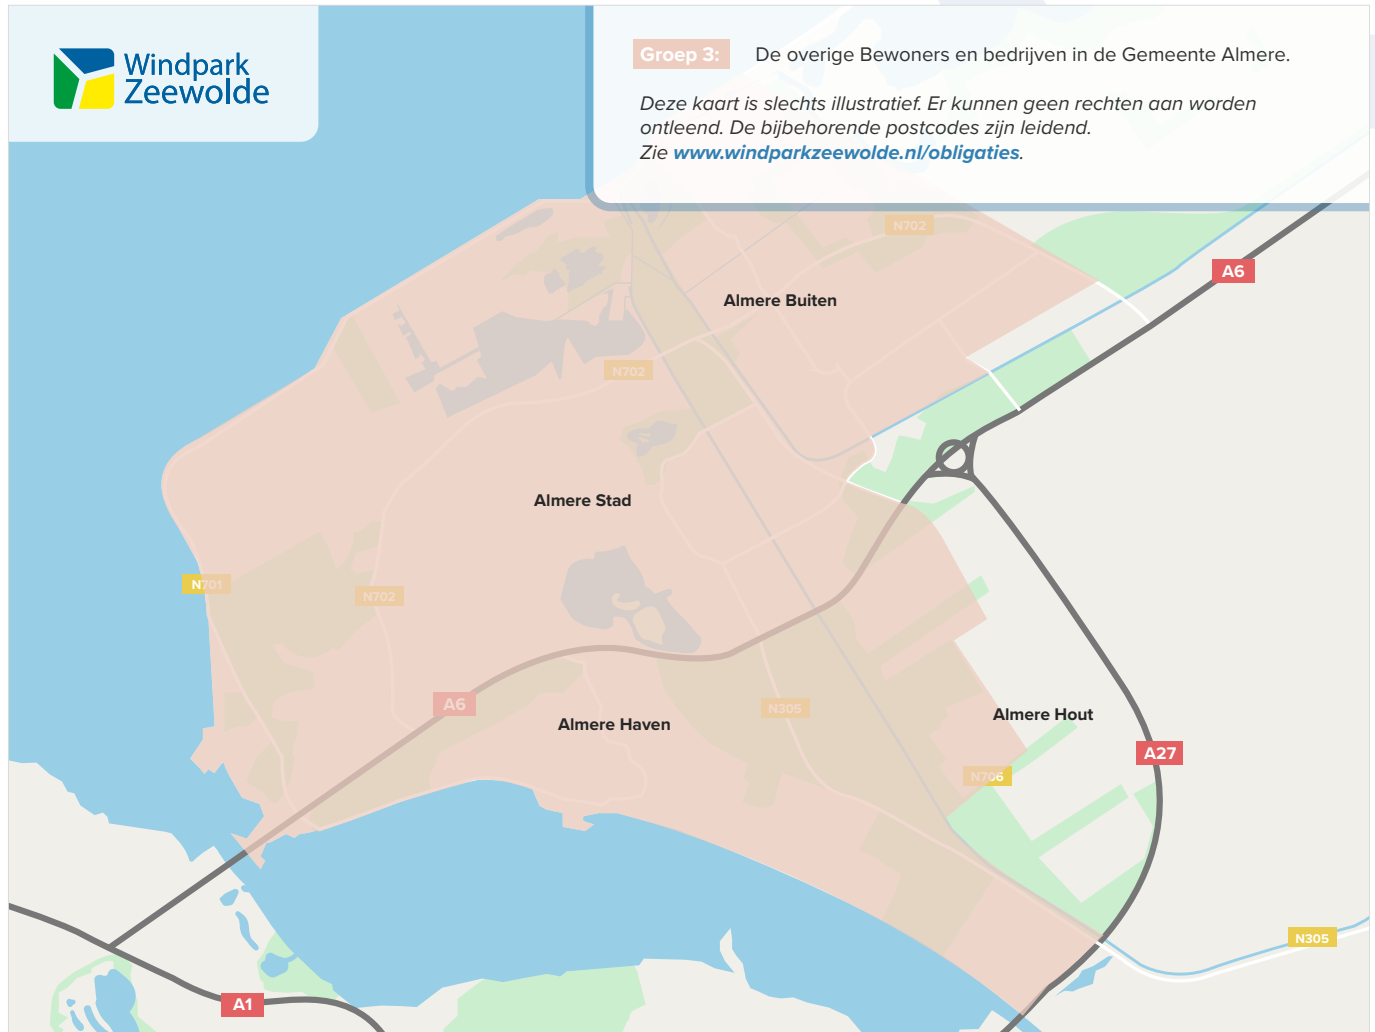 Windpark
Zeewolde
Groep 3: De overige Bewoners en bedrijven in de Gemeente Almere.
Deze kaart is slechts illustratief. Er kunnen geen rechten aan worden
ontleend. De bijbehorende postcodes zijn leidend.
Zie www.windparkzeewolde.nl/obligaties.
N702
A6
Almere Buiten
N702
Almere Stad
N701
N702
A6
N305
Almere Haven
Almere Hout
A27
N706
N305
A1